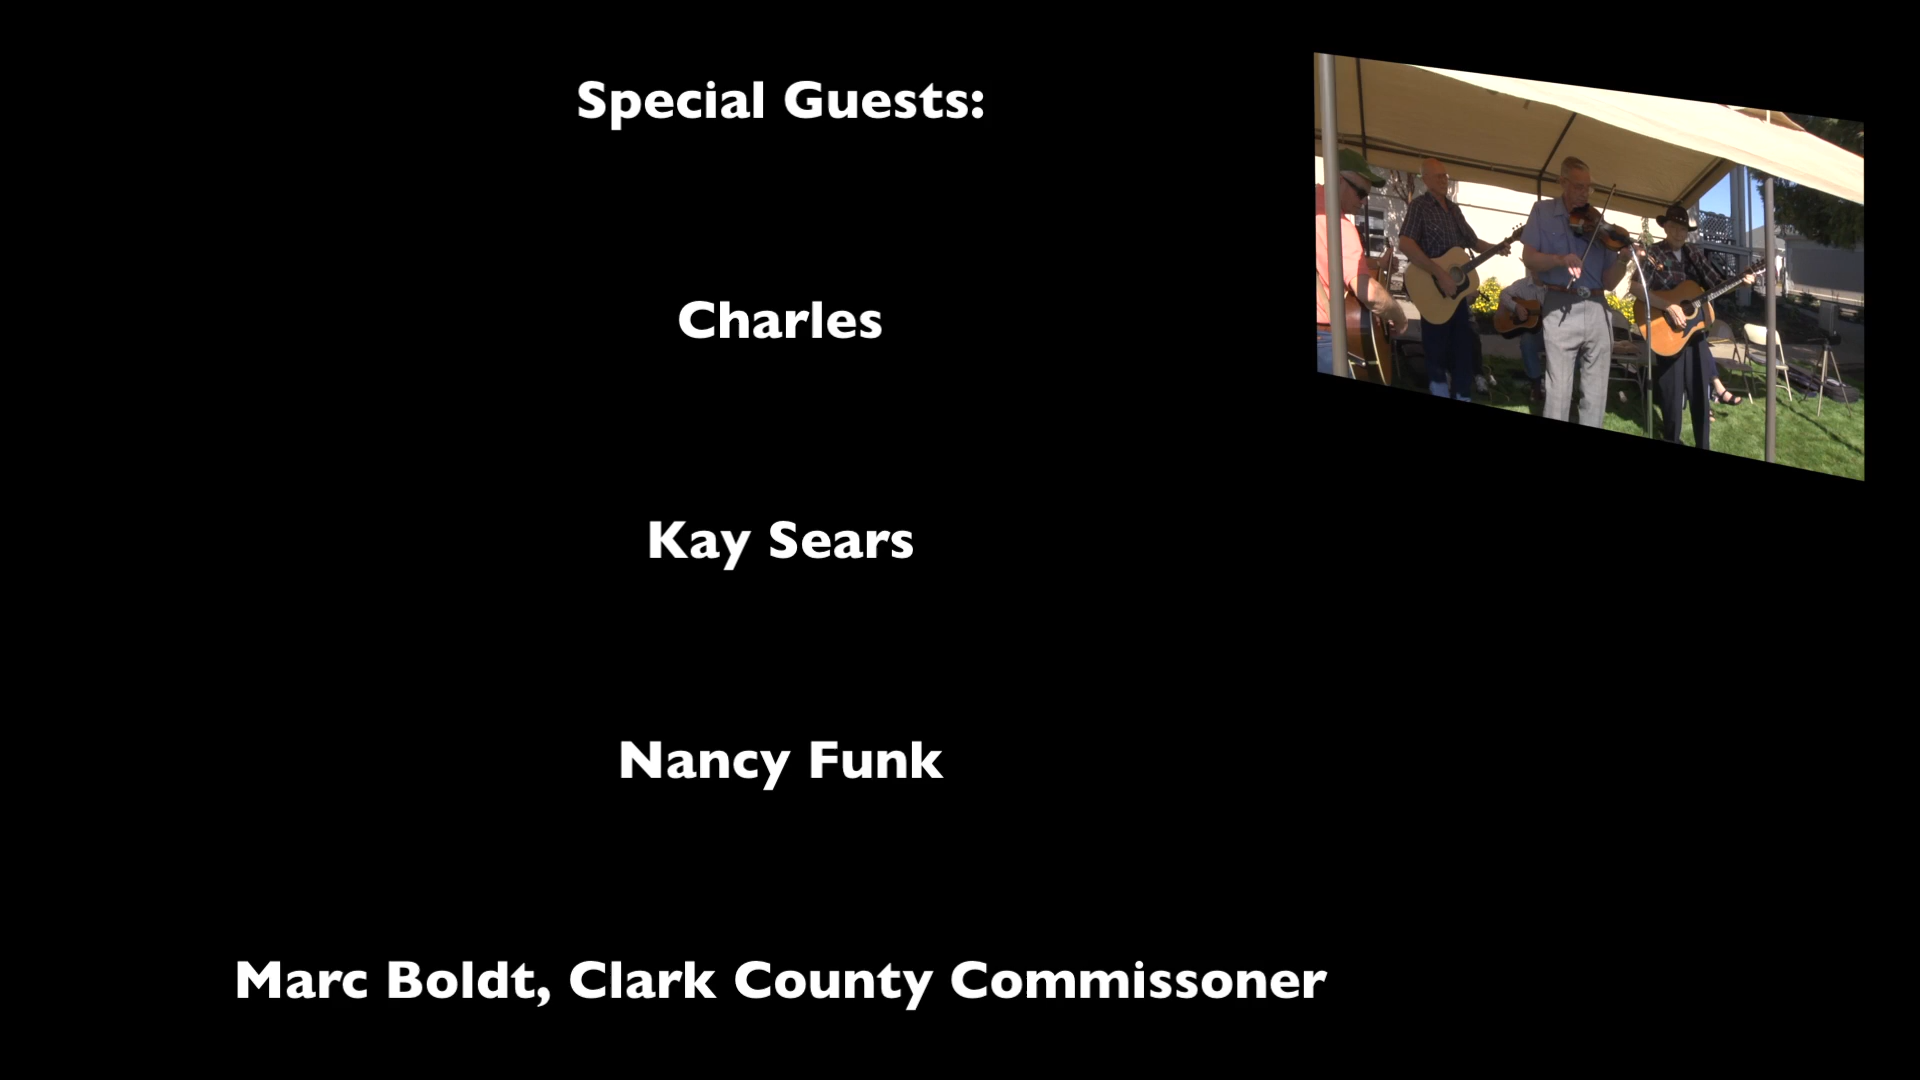 Special Guests:
Charles
Kay Sears
Nancy Funk
Marc Boldt, Clark County Commissoner